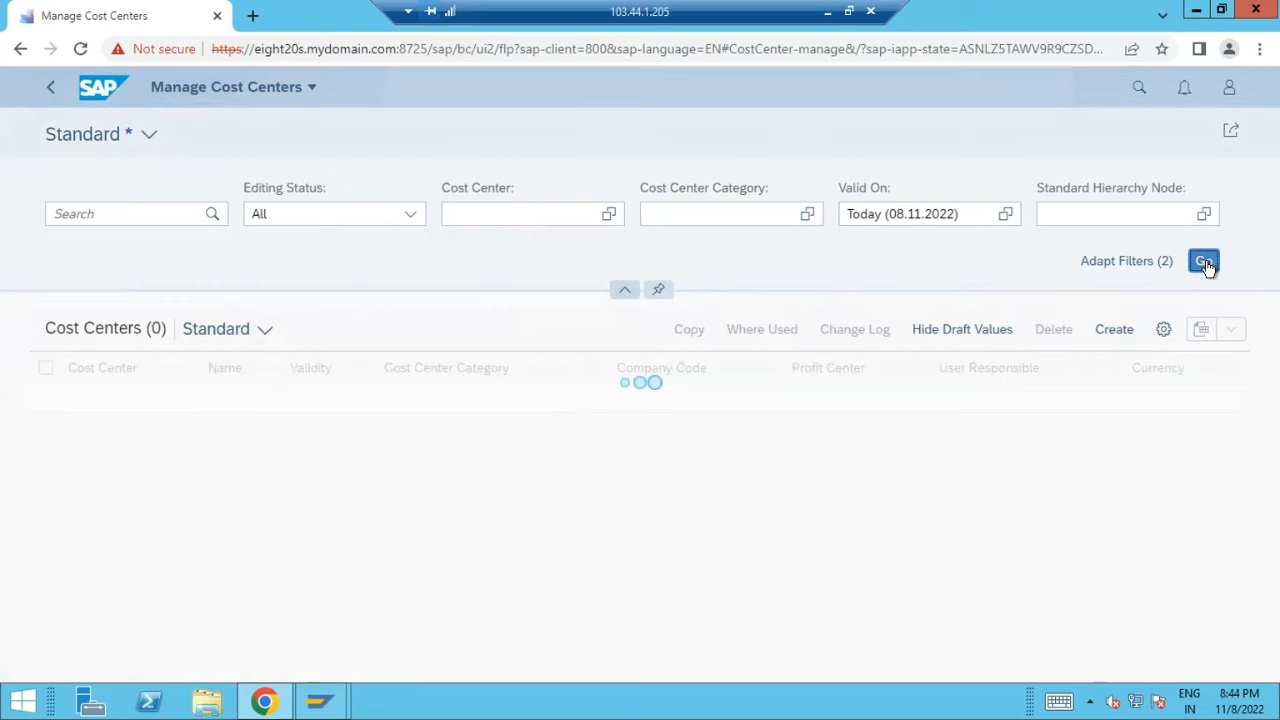 Manage Cost Centers
103.44.1.205
Not secure
https://eight20s.mydomain.com:8725/sap/bc/ui2/flp?sap-client=800&sap-language=EN#CostCenter-manage&/?sap-iapp-state=ASNLZ5TAWV9R9CZSD...
SAP
Manage Cost Centers
Standard *
Editing Status:
Cost Center:
Cost Center Category:
Valid On:
Standard Hierarchy Node:
Search
All
Today (08.11.2022)
Adapt Filters (2)
Cost Centers (0)
Standard
Copy
Where Used
Change Log
Hide Draft Values
Delete
Create
Cost Center
Name
Validity
Cost Center Category
Company Code
Profit Center
User Responsible
Currency
ENG
IN
8:44 PM
11/8/2022